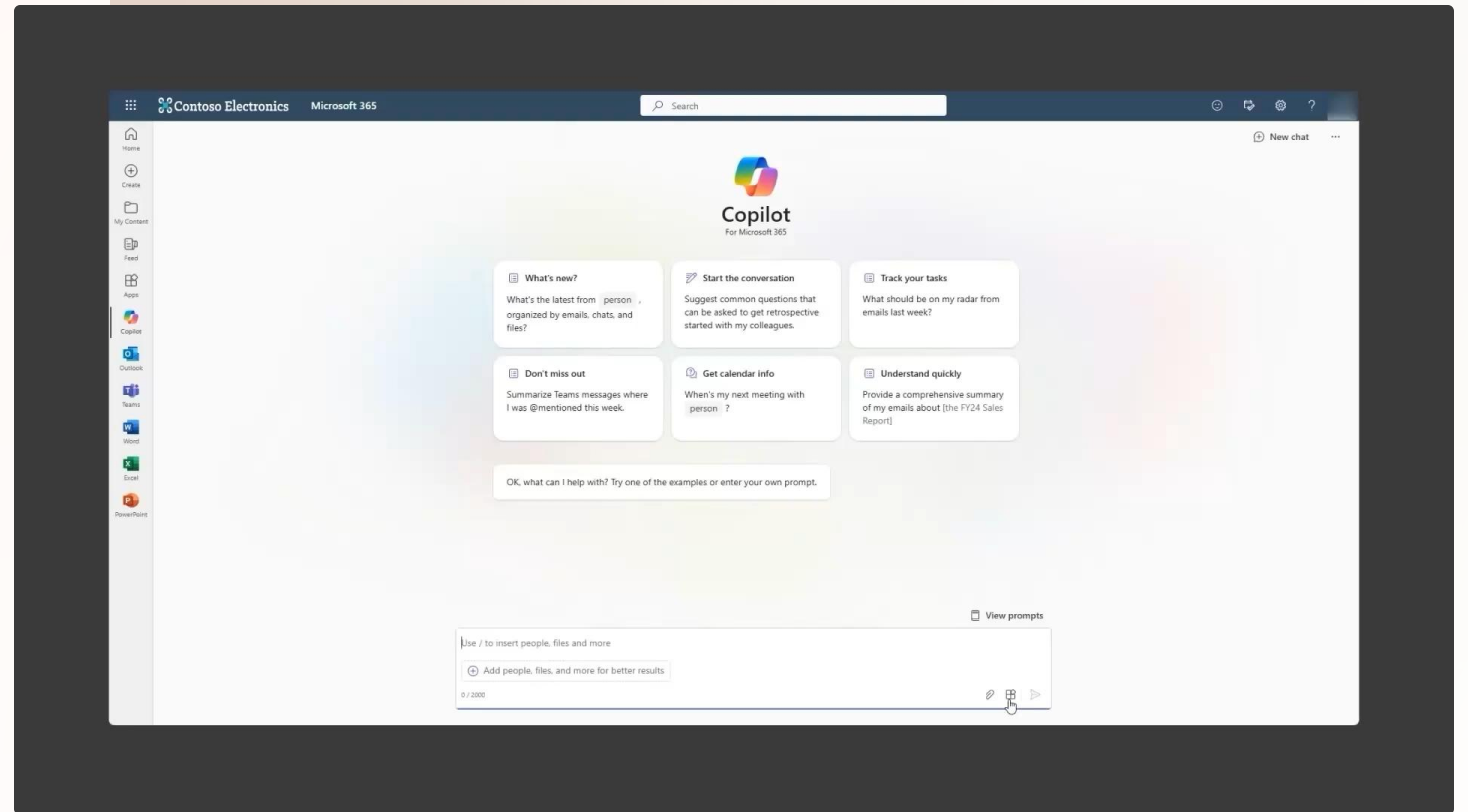 Contoso Electronics
Microsoft 365
Search
Home
Create
My Content
Feed
Apps
Copilot
Outlook
Teams
Word
Excel
PowerPoint
New chat
Copilot
For Microsoft 365
What's new?
What's the latest from person ,
organized by emails, chats, and
files?
Start the conversation
Suggest common questions that
can be asked to get retrospective
started with my colleagues.
Track your tasks
What should be on my radar from
emails last week?
Don't miss out
Summarize Teams messages where
I was @mentioned this week.
Get calendar info
When's my next meeting with
person ?
Understand quickly
Provide a comprehensive summary
of my emails about [the FY24 Sales
Report]
OK, what can I help with? Try one of the examples or enter your own prompt.
View prompts
Use / to insert people, files and more
Add people, files, and more for better results
0 / 2000